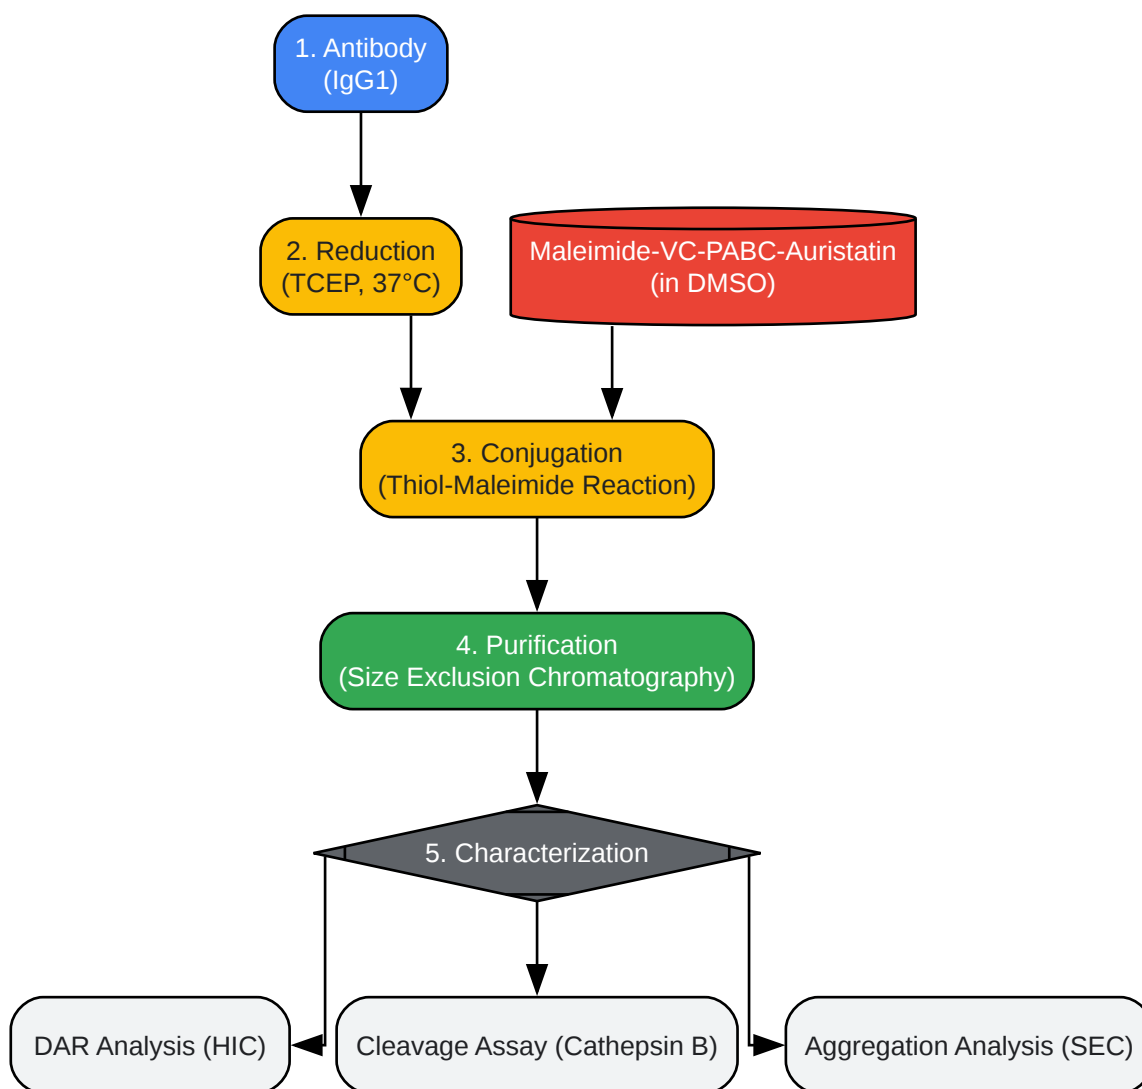 1. Antibody
(IgG1)
2. Reduction
(TCEP, 37°C)
Maleimide-VC-PABC-Auristatin
(in DMSO)
3. Conjugation
(Thiol-Maleimide Reaction)
4. Purification
(Size Exclusion Chromatography)
5. Characterization
DAR Analysis (HIC)
Cleavage Assay (Cathepsin B)
Aggregation Analysis (SEC)